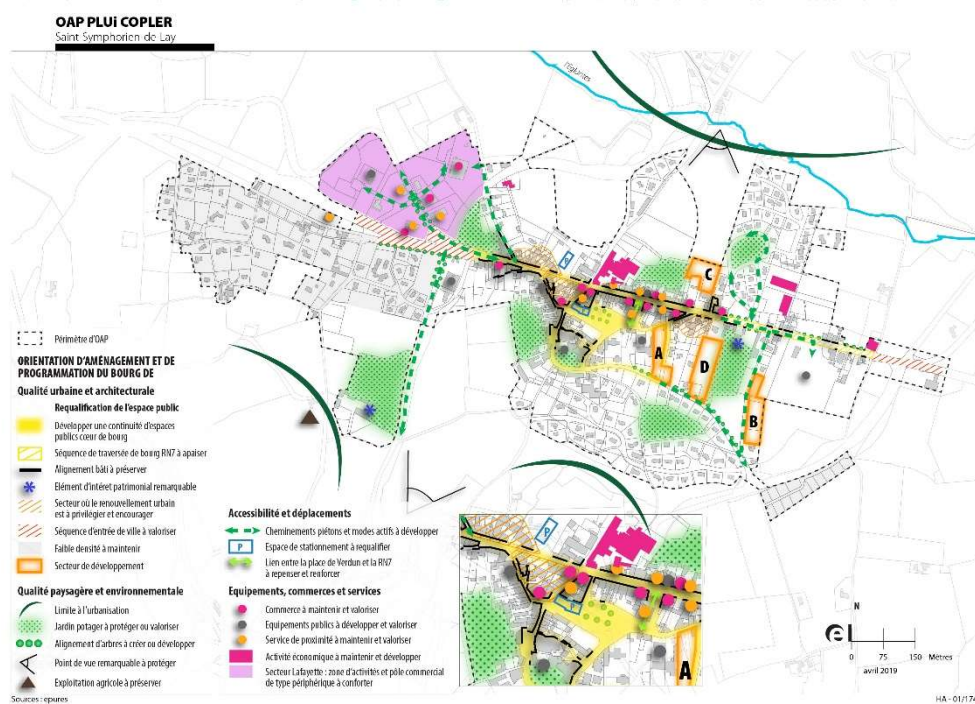 OAP PLUi COPLER
Saint Symphorien de Lay
C
A
D
B
P
P
Périmètre d'OAP
ORIENTATION D'AMÉNAGEMENT ET DE
PROGRAMMATION DU BOURG DE
Qualité urbaine et architecturale
Requalification de l'espace public
Développer une continuité d'espaces
publics cœur de bourg
Séquence de traversée de bourg RN7 à apaiser
Alignement bâti à préserver
Elément d'intéret patrimonial remarquable
Secteur où le renouvellement urbain
est à privilégier et encourager
Séquence d'entrée de ville à valoriser
Faible densité à maintenir
Secteur de développement
Qualité paysagère et environnementale
Limite à l'urbanisation
Jardin potager à protéger ou valoriser
Alignement d'arbres à créer ou développer
Point de vue remarquable à protéger
Exploitation agricole à préserver
Accessibilité et déplacements
Cheminements piétons et modes actifs à développer
P
Espace de stationnement à requalifier
Lien entre la place de Verdun et la RN7
à repenser et renforcer
Equipements, commerces et services
Commerce à maintenir et valoriser
Equipements publics à développer et valoriser
Service de proximité à maintenir et valoriser
Activité économique à maintenir et développer
Secteur Lafayette : zone d'activités et pôle commercial
de type périphérique à conforter
P
P
A
N
0 75 150 Mètres
avril 2019
Sources : epures
HA - 01/174